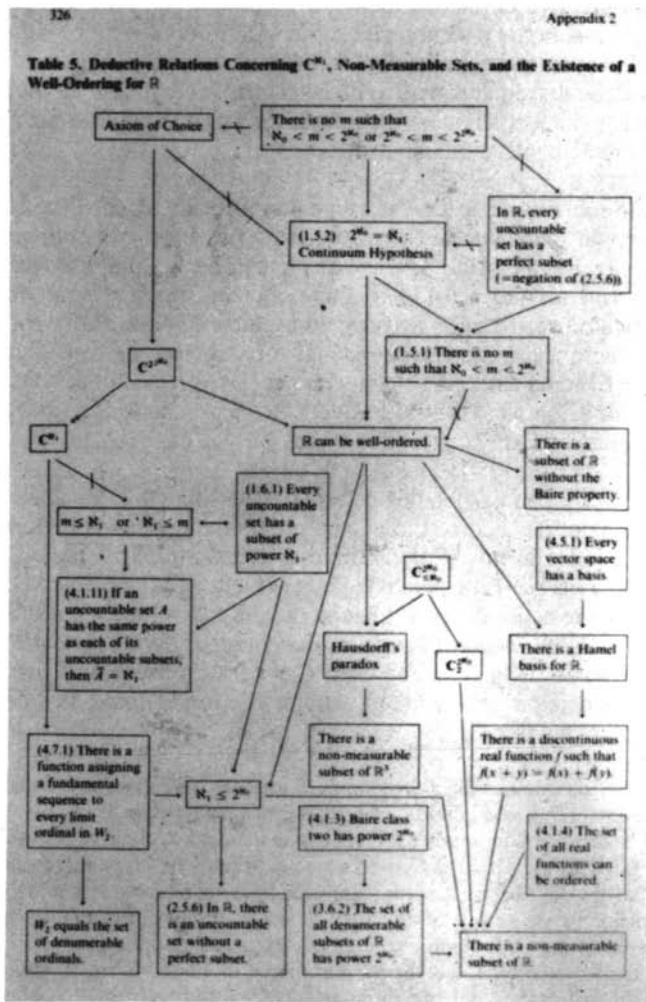 326
Appendix 2
Table 5. Deductive Relations Concerning C^ℵ₁, Non-Measurable Sets, and the Existence of a
Well-Ordering for ℝ
Axiom of Choice
There is no m such that
ℵ₀ < m < 2^ℵ₀ or 2^ℵ₀ < m < 2^2^ℵ₀.
In ℝ, every
uncountable
set has a
perfect subset
(=negation of (2.5.6)).
(1.5.2) 2^ℵ₀ = ℵ₁:
Continuum Hypothesis
(1.5.1) There is no m
such that ℵ₀ < m < 2^ℵ₀.
C^2^2^ℵ₀
C^ℵ₁
ℝ can be well-ordered.
There is a
subset of ℝ
without the
Baire property.
m ≤ ℵ₁ or ℵ₁ ≤ m
(1.6.1) Every
uncountable
set has a
subset of
power ℵ₁.
(4.5.1) Every
vector space
has a basis.
(4.1.11) If an
uncountable set A
has the same power
as each of its
uncountable subsets,
then A̿ = ℵ₁.
Hausdorff's
paradox
There is a Hamel
basis for ℝ.
(4.7.1) There is a
function assigning
a fundamental
sequence to
every limit
ordinal in W₂.
ℵ₁ ≤ 2^ℵ₀
There is a
non-measurable
subset of ℝ³.
There is a discontinuous
real function f such that
f(x + y) = f(x) + f(y).
(4.1.3) Baire class
two has power 2^ℵ₀.
(4.1.4) The set
of all real
functions can
be ordered.
W₂ equals the set
of denumerable
ordinals.
(2.5.6) In ℝ, there
is an uncountable
set without a
perfect subset.
(3.6.2) The set of
all denumerable
subsets of ℝ
has power 2^ℵ₀.
There is a non-measurable
subset of ℝ.